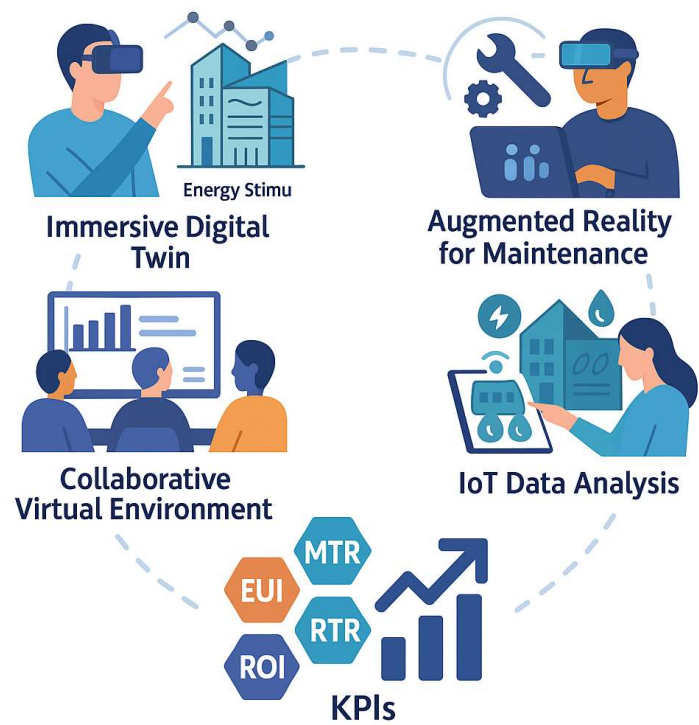 Energy Stimu
Immersive Digital
Twin
Augmented Reality
for Maintenance
Collaborative
Virtual Environment
IoT Data Analysis
MTR
EUI
RTR
ROI
KPIs